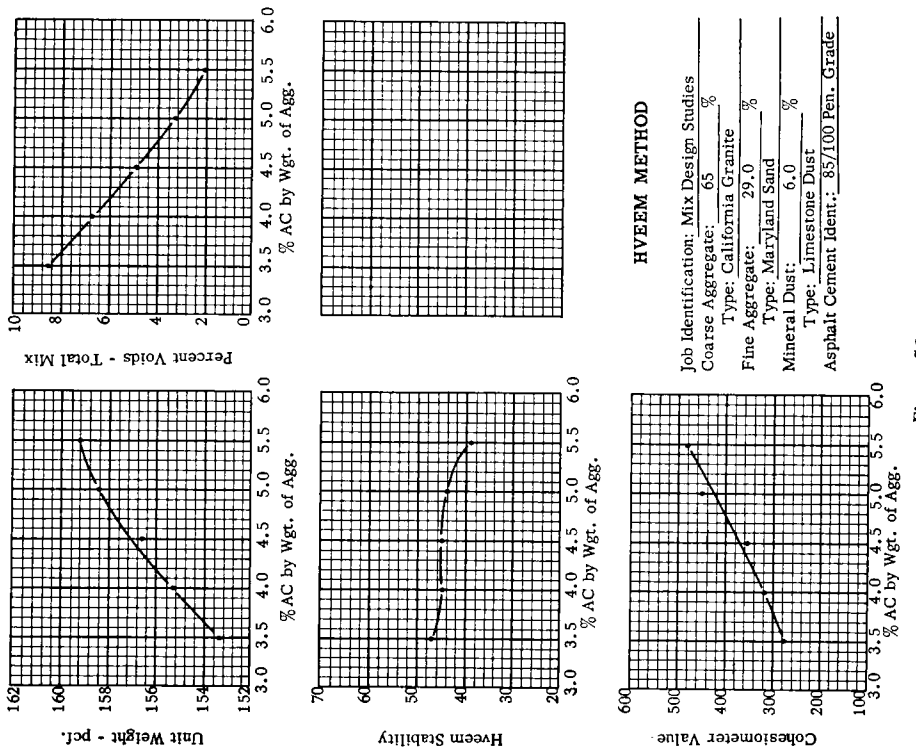 Unit Weight - pcf.
162
160
158
156
154
152
3.0 3.5 4.0 4.5 5.0 5.5 6.0
% AC by Wgt. of Agg.
Percent Voids - Total Mix
10
8
6
4
2
0
3.0 3.5 4.0 4.5 5.0 5.5 6.0
% AC by Wgt. of Agg.
Hveem Stability
70
60
50
40
30
20
3.0 3.5 4.0 4.5 5.0 5.5 6.0
% AC by Wgt. of Agg.
Cohesiometer Value
600
500
400
300
200
100
3.0 3.5 4.0 4.5 5.0 5.5 6.0
% AC by Wgt. of Agg.
HVEEM METHOD
Job Identification: Mix Design Studies
Coarse Aggregate: 65 %
Type: California Granite
Fine Aggregate: 29.0 %
Type: Maryland Sand
Mineral Dust: 6.0 %
Type: Limestone Dust
Asphalt Cement Ident.: 85/100 Pen. Grade